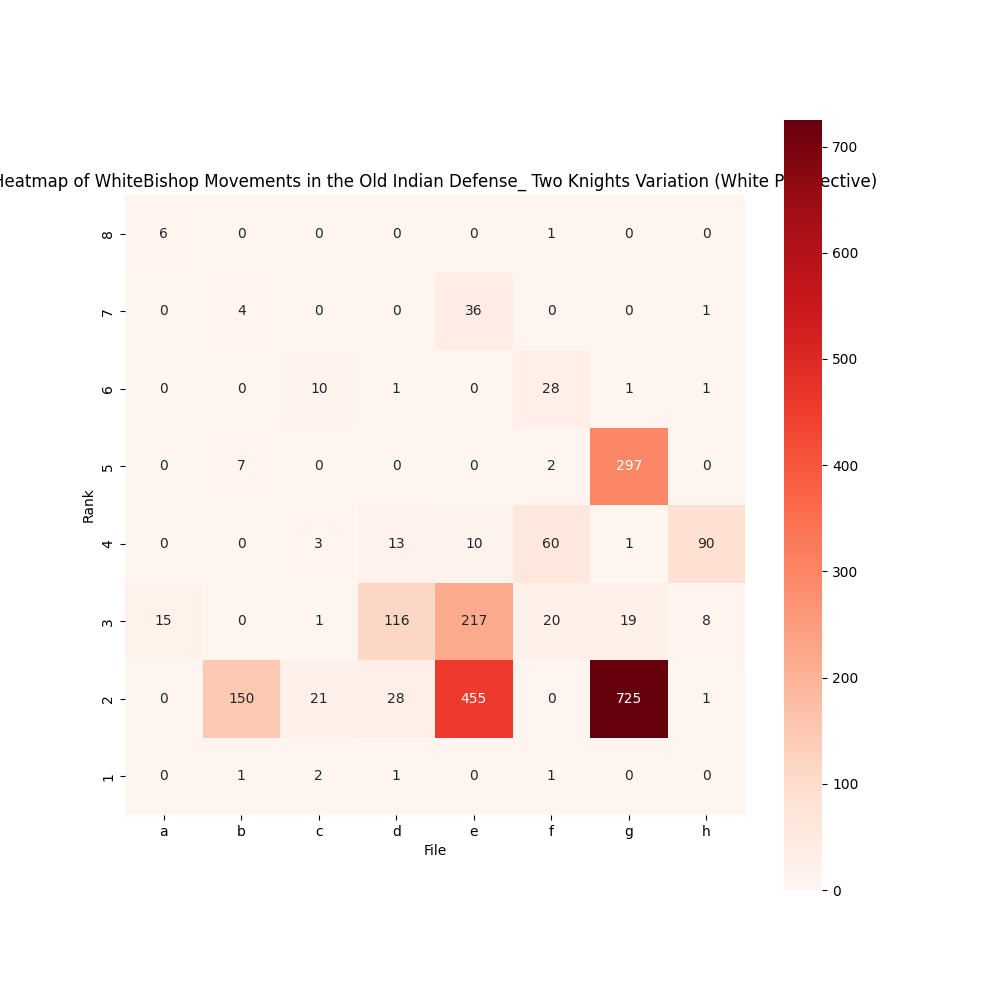 Heatmap of WhiteBishop Movements in the Old Indian Defense_ Two Knights Variation (White P ective)
8 6 0 0 0 0 1 0 0
7 0 4 0 0 36 0 0 1
6 0 0 10 1 0 28 1 1
5 0 7 0 0 0 2 297 0
Rank
4 0 0 3 13 10 60 1 90
3 15 0 1 116 217 20 19 8
2 0 150 21 28 455 0 725 1
1 0 1 2 1 0 1 0 0
a b c d e f g h
File
700
600
500
400
300
200
100
0